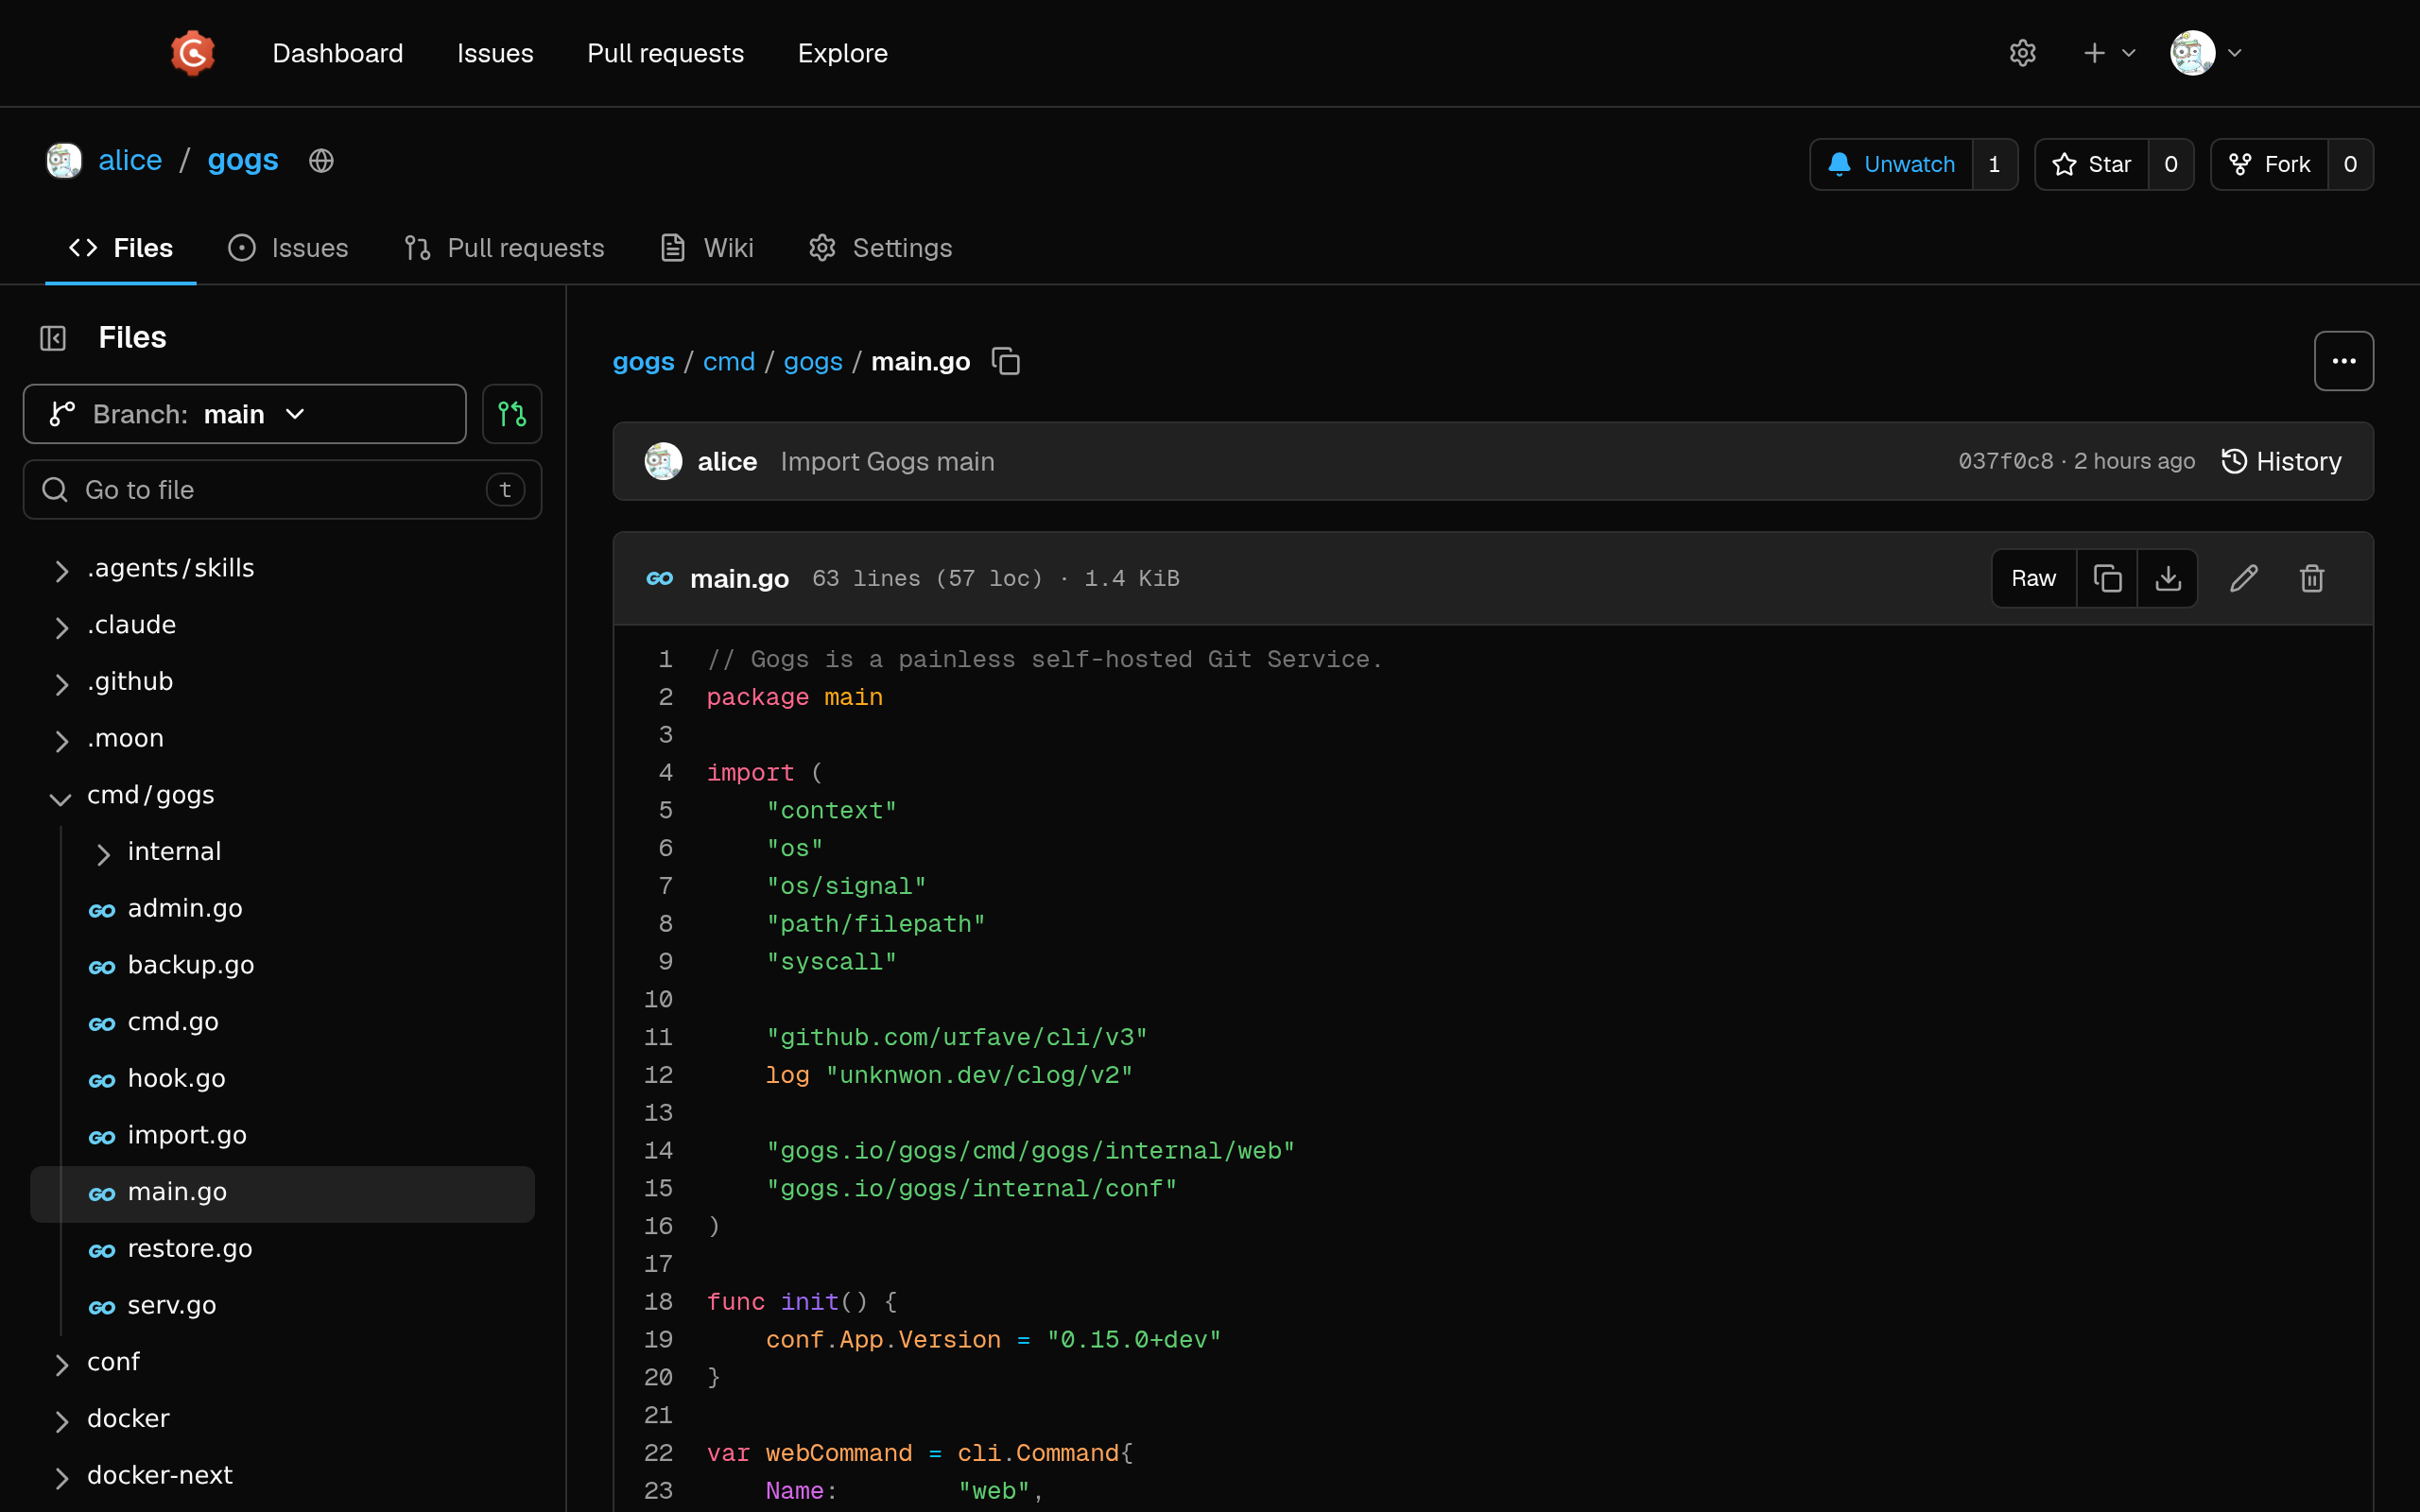 Dashboard Issues Pull requests Explore
alice / gogs
Unwatch 1 Star 0 Fork 0
Files Issues Pull requests Wiki Settings
Files
Branch: main
Go to file t
.agents/skills
.claude
.github
.moon
cmd/gogs
internal
admin.go
backup.go
cmd.go
hook.go
import.go
main.go
restore.go
serv.go
conf
docker
docker-next
gogs / cmd / gogs / main.go
alice Import Gogs main 037f0c8 · 2 hours ago History
main.go 63 lines (57 loc) · 1.4 KiB Raw
1 // Gogs is a painless self-hosted Git Service.
2 package main
3
4 import (
5 "context"
6 "os"
7 "os/signal"
8 "path/filepath"
9 "syscall"
10
11 "github.com/urfave/cli/v3"
12 log "unknwon.dev/clog/v2"
13
14 "gogs.io/gogs/cmd/gogs/internal/web"
15 "gogs.io/gogs/internal/conf"
16 )
17
18 func init() {
19 conf.App.Version = "0.15.0+dev"
20 }
21
22 var webCommand = cli.Command{
23 Name: "web",